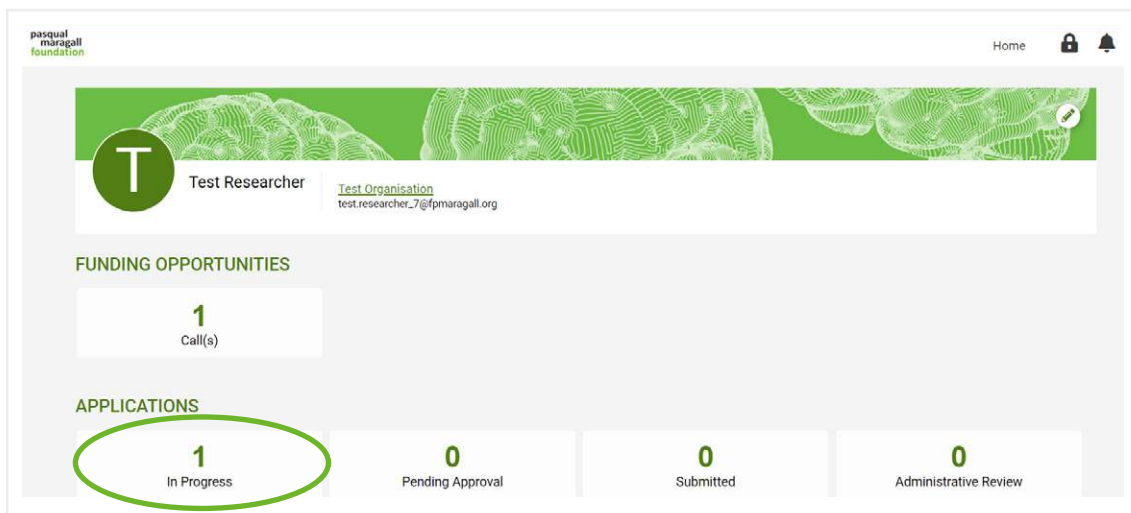 pasqual
maragall
foundation
Home
T
Test Researcher
Test Organisation
test.researcher_7@fpmaragall.org
FUNDING OPPORTUNITIES
1
Call(s)
APPLICATIONS
1
In Progress
0
Pending Approval
0
Submitted
0
Administrative Review